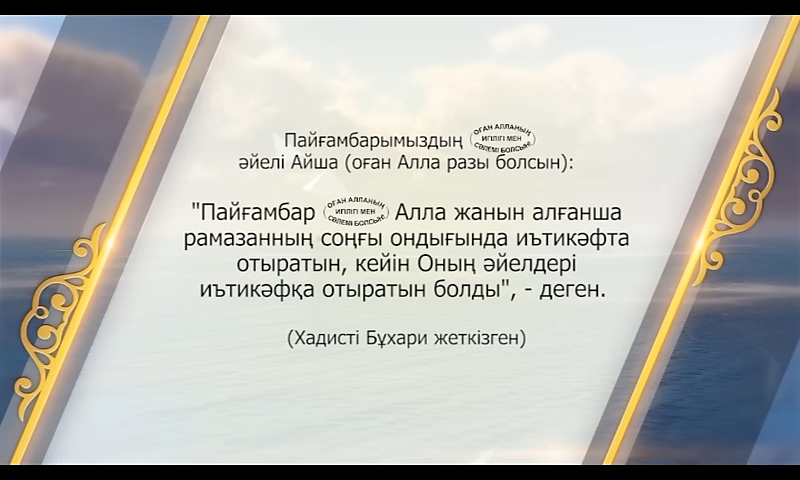 Пайғамбарымыздың ОҒАН АЛЛАНЫҢ ИГІЛІГІ МЕН СӘЛЕМІ БОЛСЫН!
әйелі Айша (оған Алла разы болсын):
"Пайғамбар ОҒАН АЛЛАНЫҢ ИГІЛІГІ МЕН СӘЛЕМІ БОЛСЫН! Алла жанын алғанша
рамазанның соңғы ондығында иътикәфта
отыратын, кейін Оның әйелдері
иътикәфқа отыратын болды", - деген.
(Хадисті Бұхари жеткізген)